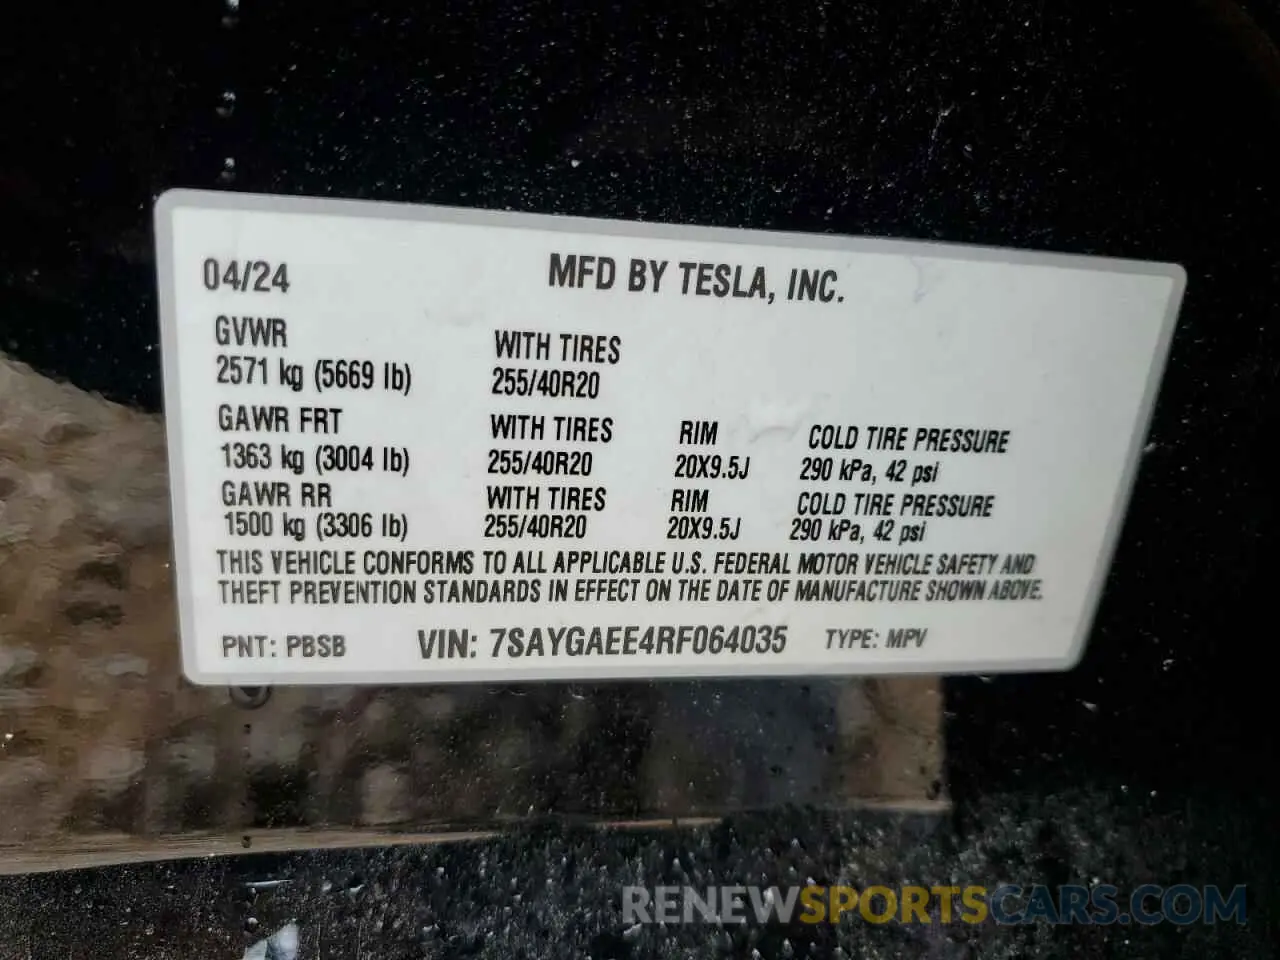 04/24 MFD BY TESLA, INC.
GVWR WITH TIRES
2571 kg (5669 lb) 255/40R20
GAWR FRT WITH TIRES RIM COLD TIRE PRESSURE
1363 kg (3004 lb) 255/40R20 20X9.5J 290 kPa, 42 psi
GAWR RR WITH TIRES RIM COLD TIRE PRESSURE
1500 kg (3306 lb) 255/40R20 20X9.5J 290 kPa, 42 psi
THIS VEHICLE CONFORMS TO ALL APPLICABLE U.S. FEDERAL MOTOR VEHICLE SAFETY AND
THEFT PREVENTION STANDARDS IN EFFECT ON THE DATE OF MANUFACTURE SHOWN ABOVE.
PNT: PBSB VIN: 7SAYGAEE4RF064035 TYPE: MPV
RENEWSPORTSCARS.COM